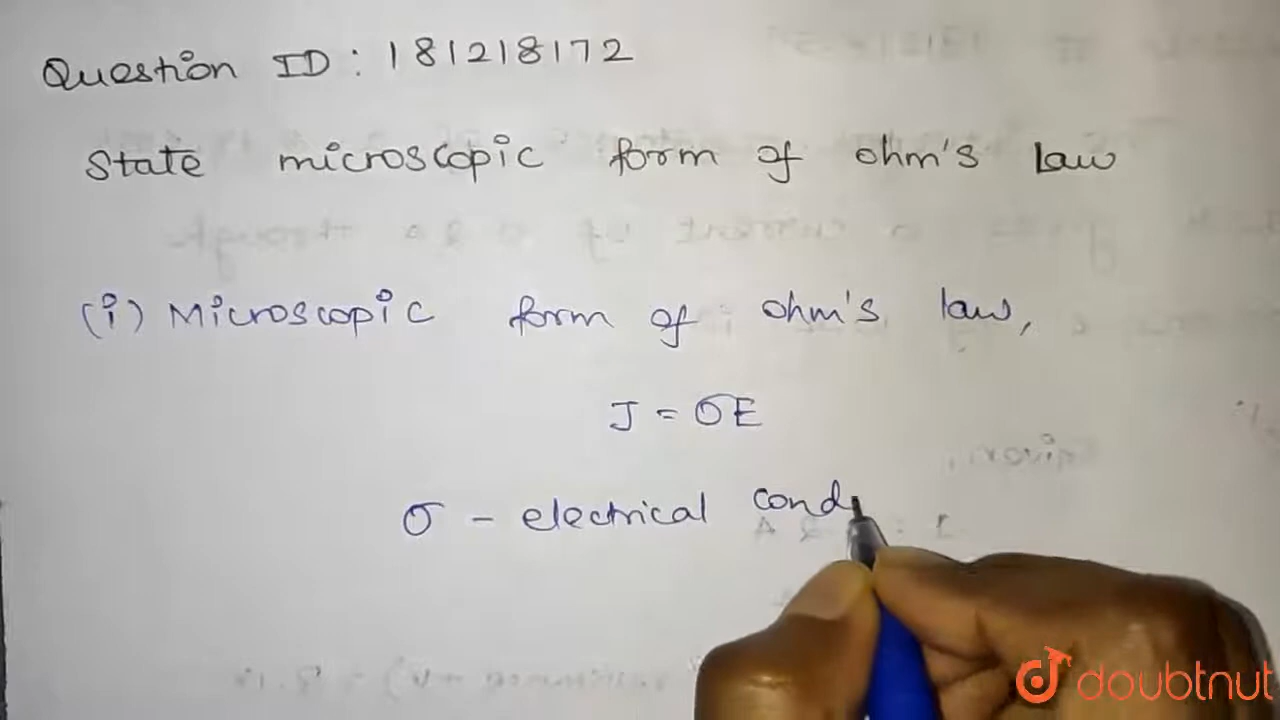 Question ID : 181218172
State microscopic form of ohm's law
(i) Microscopic form of ohm's law,
J = σE
σ - electrical cond
doubtnut